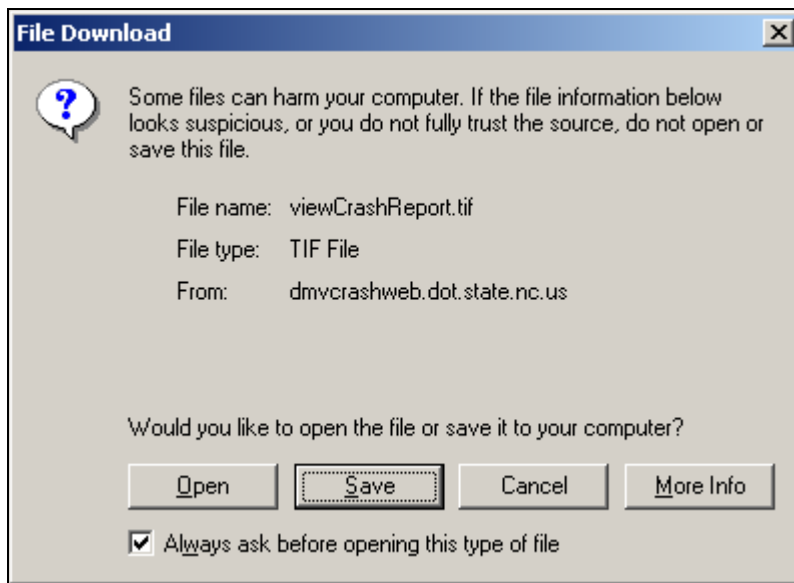 File Download
Some files can harm your computer. If the file information below
looks suspicious, or you do not fully trust the source, do not open or
save this file.
File name: viewCrashReport.tif
File type: TIF File
From: dmvcrashweb.dot.state.nc.us
Would you like to open the file or save it to your computer?
Open Save Cancel More Info
Always ask before opening this type of file